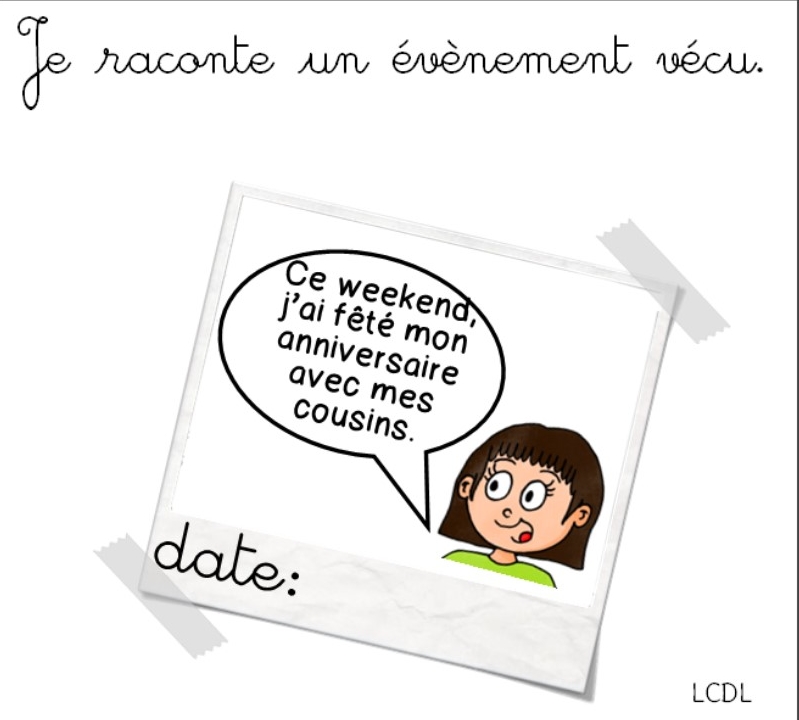 Je raconte un évènement vécu.
Ce weekend,
j'ai fêté mon
anniversaire
avec mes
cousins.
date:
LCDL